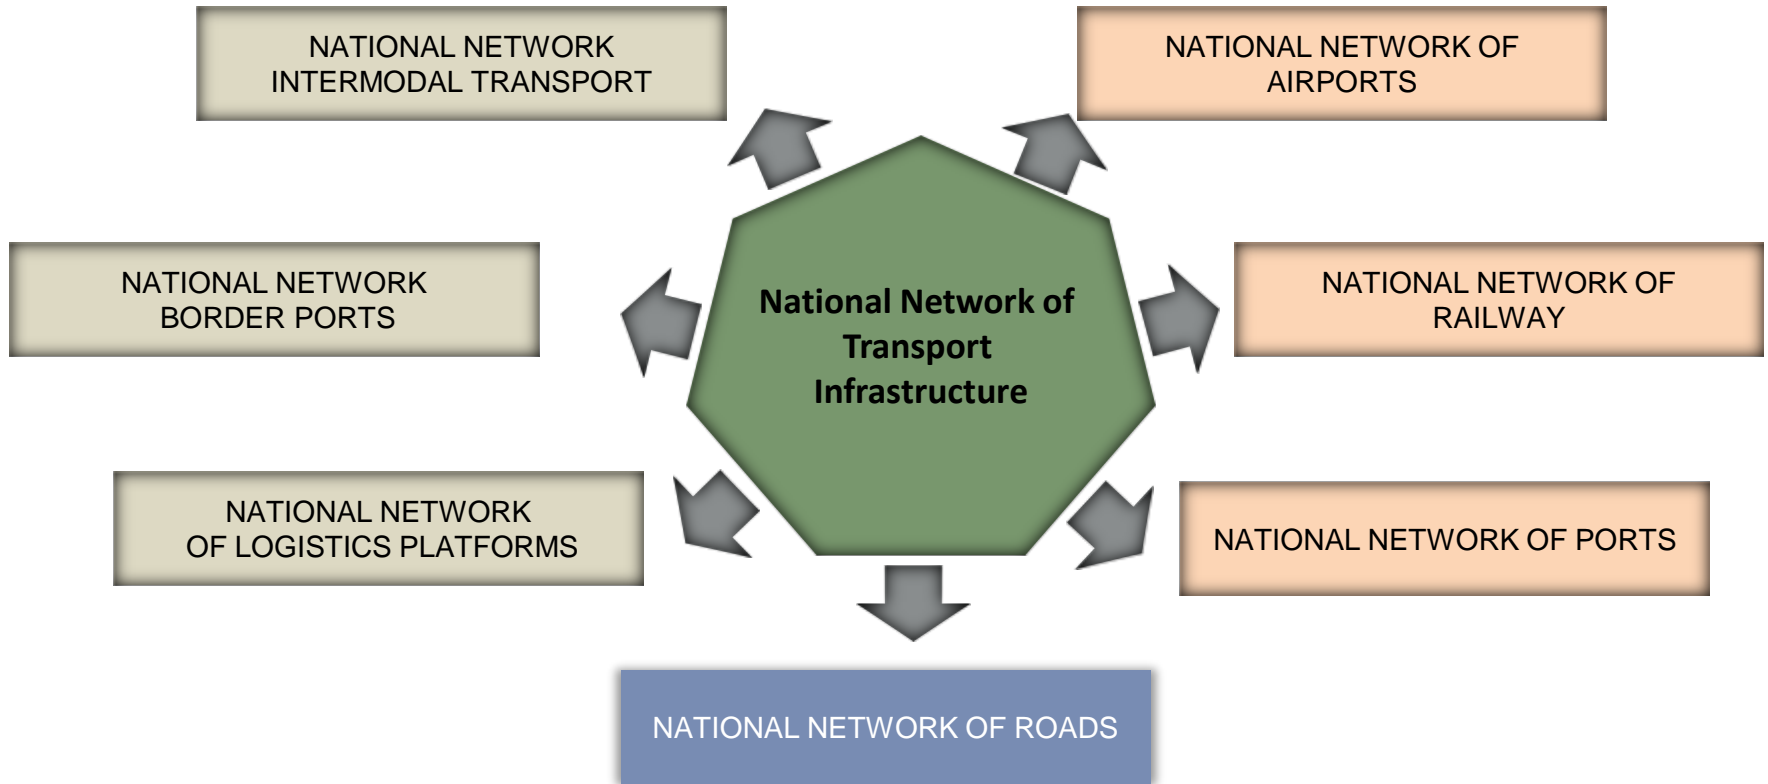 NATIONAL NETWORK
INTERMODAL TRANSPORT
NATIONAL NETWORK OF
AIRPORTS
NATIONAL NETWORK
BORDER PORTS
National Network of
Transport
Infrastructure
NATIONAL NETWORK OF
RAILWAY
NATIONAL NETWORK
OF LOGISTICS PLATFORMS
NATIONAL NETWORK OF PORTS
NATIONAL NETWORK OF ROADS